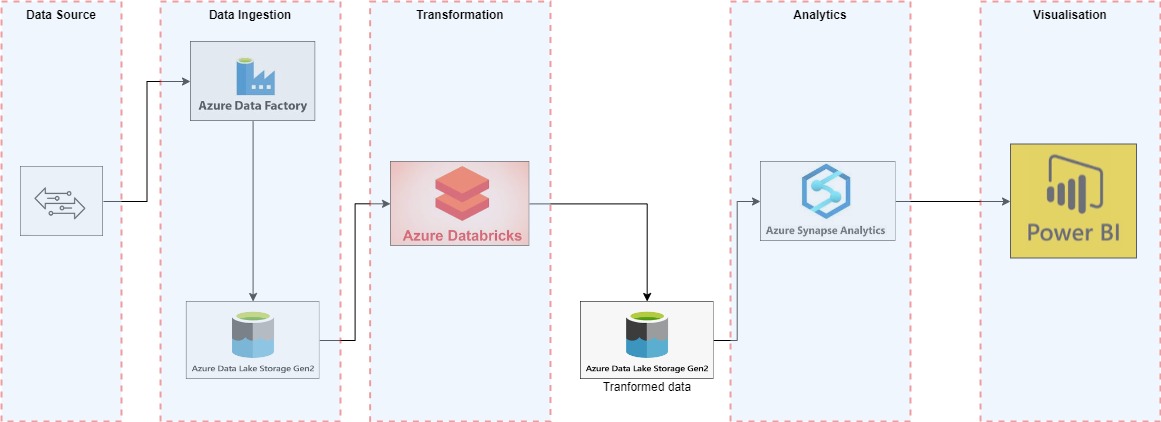 Data Source
Data Ingestion
Transformation
Analytics
Visualisation
Azure Data Factory
Azure Data Lake Storage Gen2
Azure Databricks
Azure Data Lake Storage Gen2
Tranformed data
Azure Synapse Analytics
Power BI